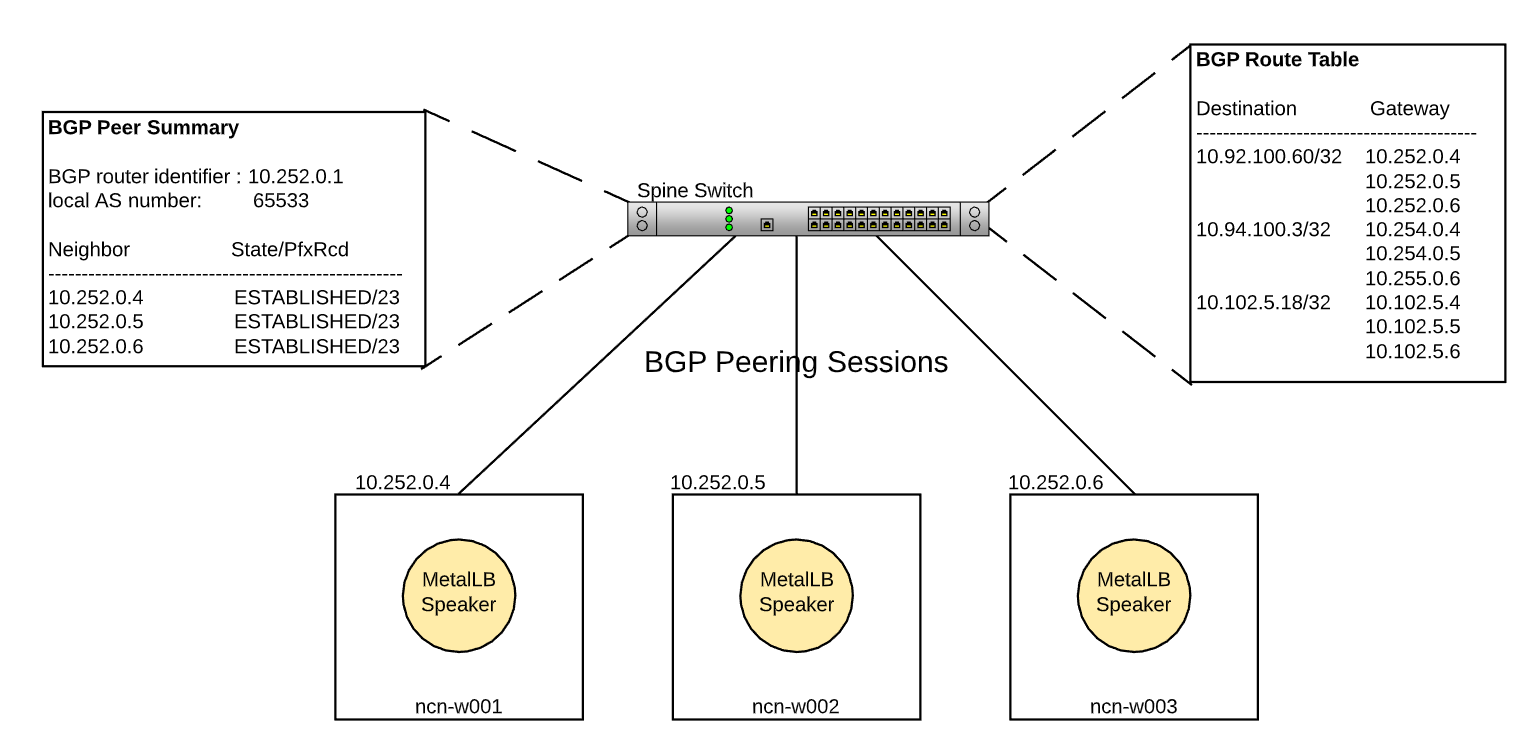 BGP Peer Summary
BGP router identifier : 10.252.0.1
local AS number: 65533
Neighbor State/PfxRcd
--------------------------------------------------
10.252.0.4 ESTABLISHED/23
10.252.0.5 ESTABLISHED/23
10.252.0.6 ESTABLISHED/23
Spine Switch
BGP Route Table
Destination Gateway
----------------------------------------
10.92.100.60/32 10.252.0.4
10.252.0.5
10.252.0.6
10.94.100.3/32 10.254.0.4
10.254.0.5
10.255.0.6
10.102.5.18/32 10.102.5.4
10.102.5.5
10.102.5.6
BGP Peering Sessions
10.252.0.4
MetalLB
Speaker
ncn-w001
10.252.0.5
MetalLB
Speaker
ncn-w002
10.252.0.6
MetalLB
Speaker
ncn-w003